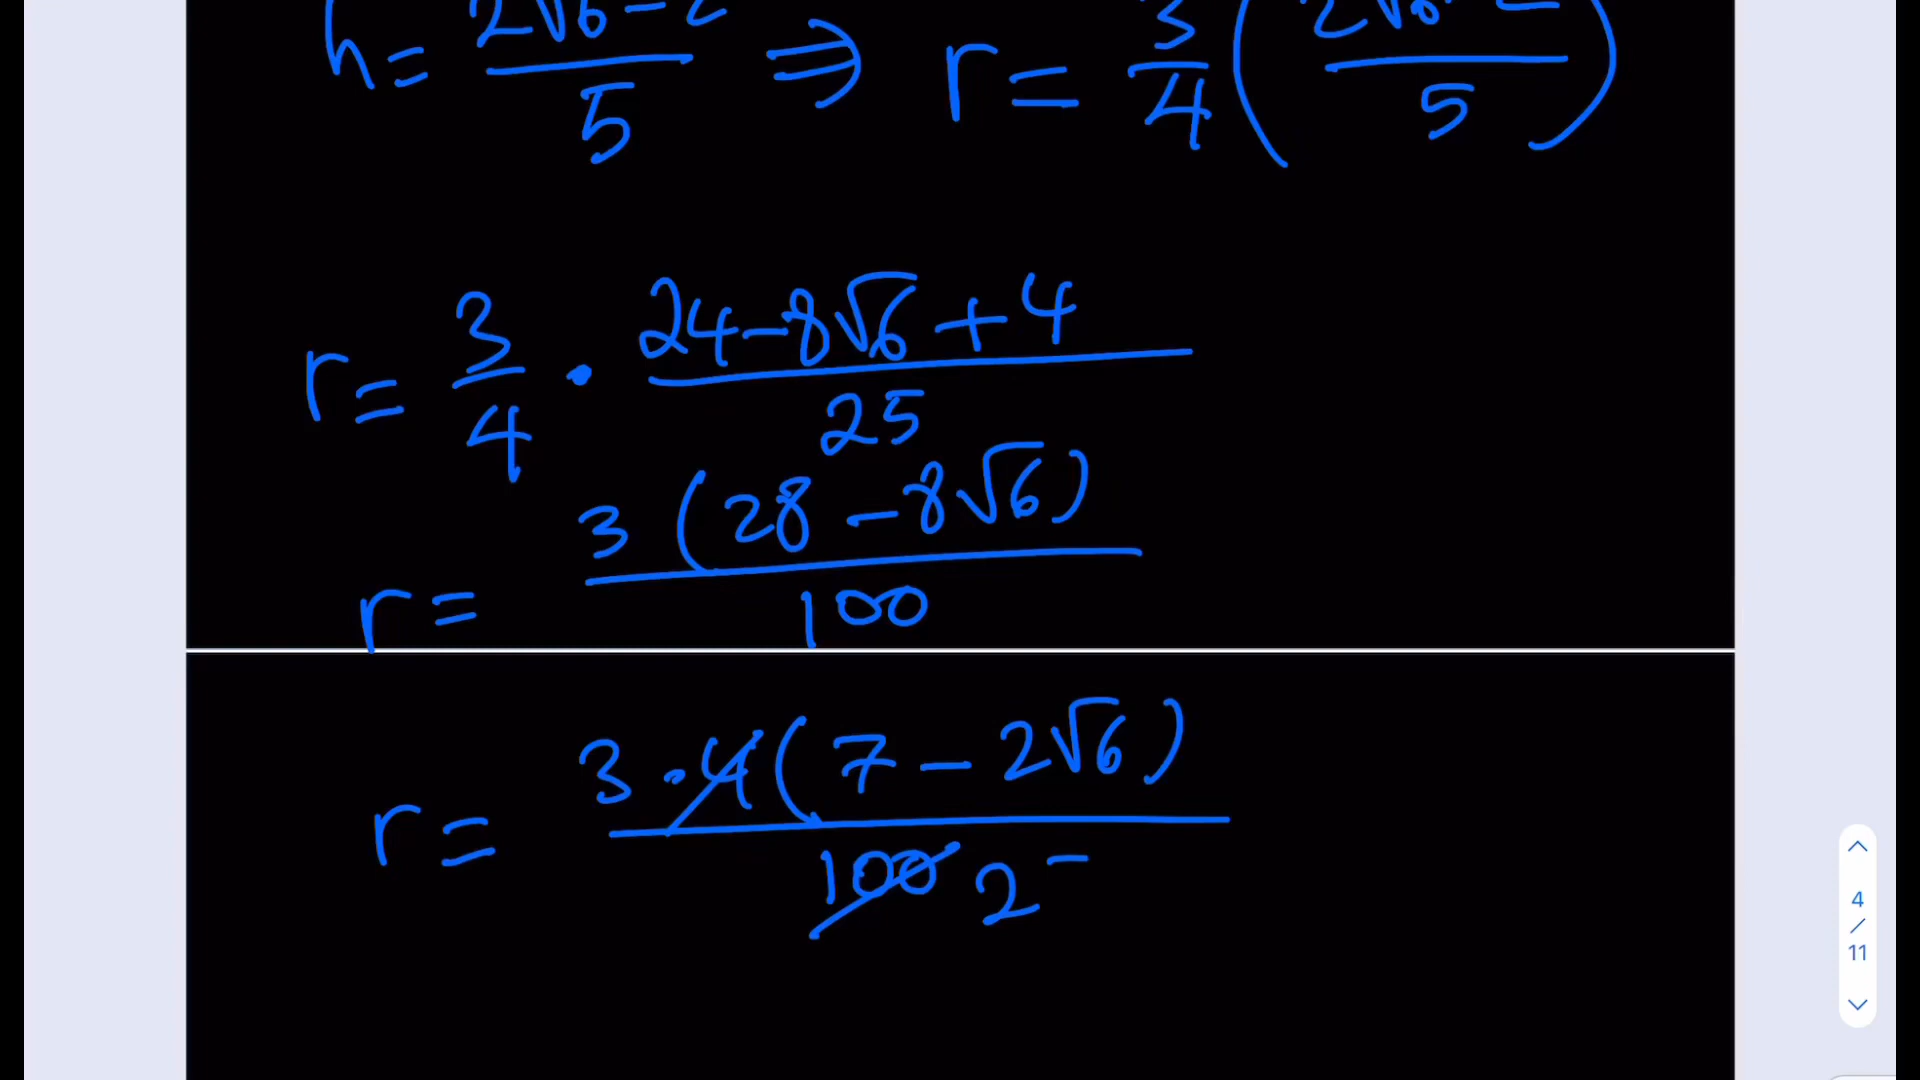 h = (2√6 - 2)/5 ⇒ r = 3/4 ( (2√6 - 2)/5 )
r = 3/4 · (24 - 8√6 + 4)/25
r = 3 (28 - 8√6)/100
r = 3 · 4 (7 - 2√6)/100 2
4
/
11